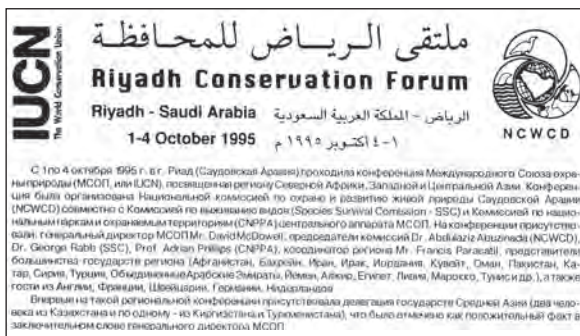 IUCN
The World Conservation Union
ملتقى الرياض للمحافظة
Riyadh Conservation Forum
Riyadh - Saudi Arabia الرياض - المملكة العربية السعودية
1-4 October 1995 ١-٤ اكتوبر ١٩٩٥ م
NCWCD
С 1 по 4 октября 1995 г. в г. Риад (Саудовская Аравия) проходила конференция Международного Союза охра-
ны природы (МСОП, или IUCN), посвященная региону Северной Африки, Западной и Центральной Азии. Конферен-
ция была организована Национальной комиссией по охране и развитию живой природы Саудовской Аравии
(NCWCD) совместно с Комиссией по выживанию видов (Species Survival Comission - SSC) и Комиссией по нацио-
нальным паркам и охраняемым территориям (CNPPA) центрального аппарата МСОП. На конференции присутство-
вали: генеральный директор МСОП Mr. David McDowell, председатели комиссий Dr. Abdulaziz Abuzinada (NCWCD),
Dr. George Rabb (SSC), Prof. Adrian Phillips (CNPPA), координатор региона Mr. Francis Parakatil, представители
большинства государств региона (Афганистан, Бахрейн, Иран, Ирак, Иордания, Кувейт, Оман, Пакистан, Ка-
тар, Сирия, Турция, Объединенные Арабские Эмираты, Йемен, Алжир, Египет, Ливия, Марокко, Тунис и др.), а также
гости из Англии, Франции, Швейцарии, Германии, Нидерландов
Впервые на такой региональной конференции присутствовала делегация государств Средней Азии (два чело-
века из Казахстана и по одному - из Киргизстана и Туркменистана), что было отмечено как положительный факт в
заключительном слове генерального директора МСОП